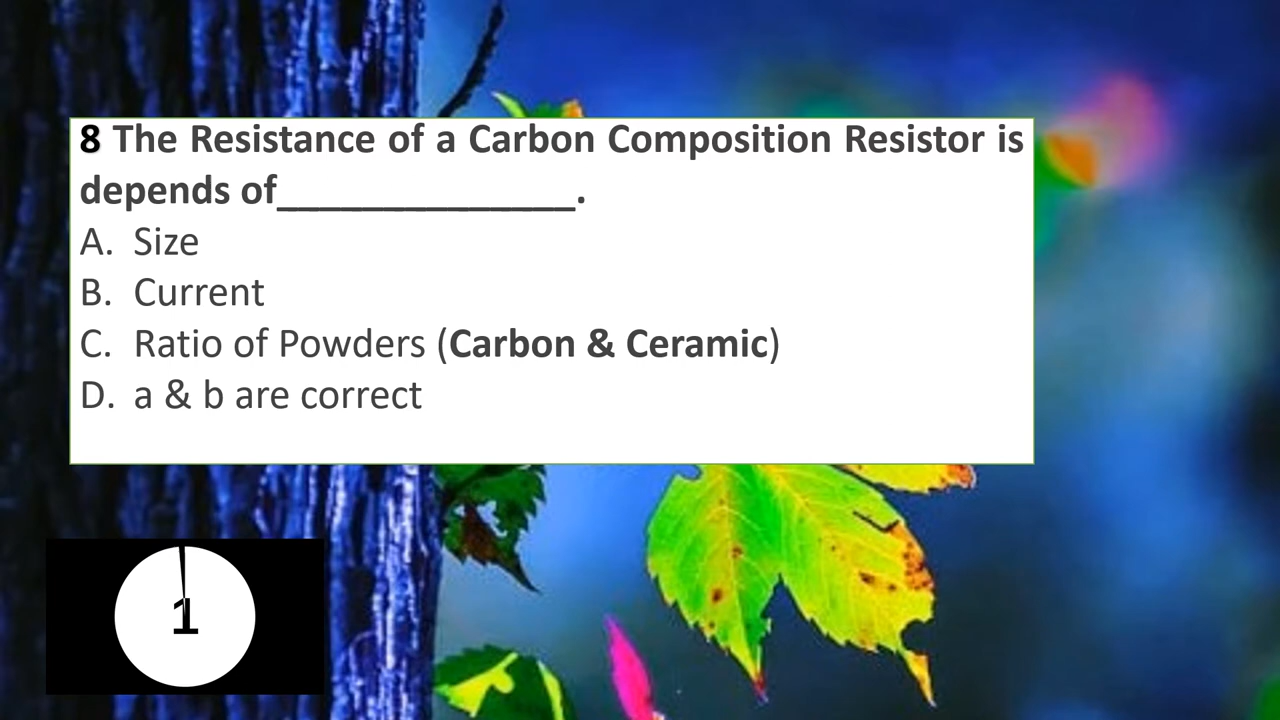 8 The Resistance of a Carbon Composition Resistor is
depends of______________.
A. Size
B. Current
C. Ratio of Powders (Carbon & Ceramic)
D. a & b are correct
1